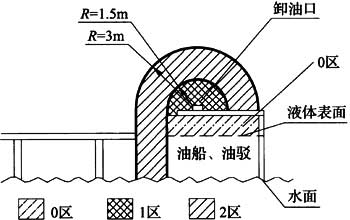 R=1.5m
卸油口
R=3m
0区
液体表面
油船、油驳
0区
1区
2区
水面